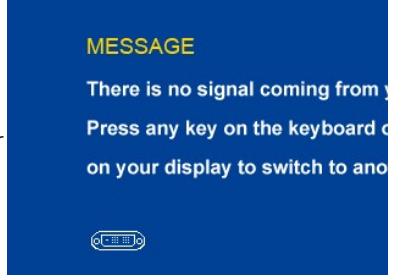 MESSAGE
There is no signal coming from
Press any key on the keyboard
on your display to switch to